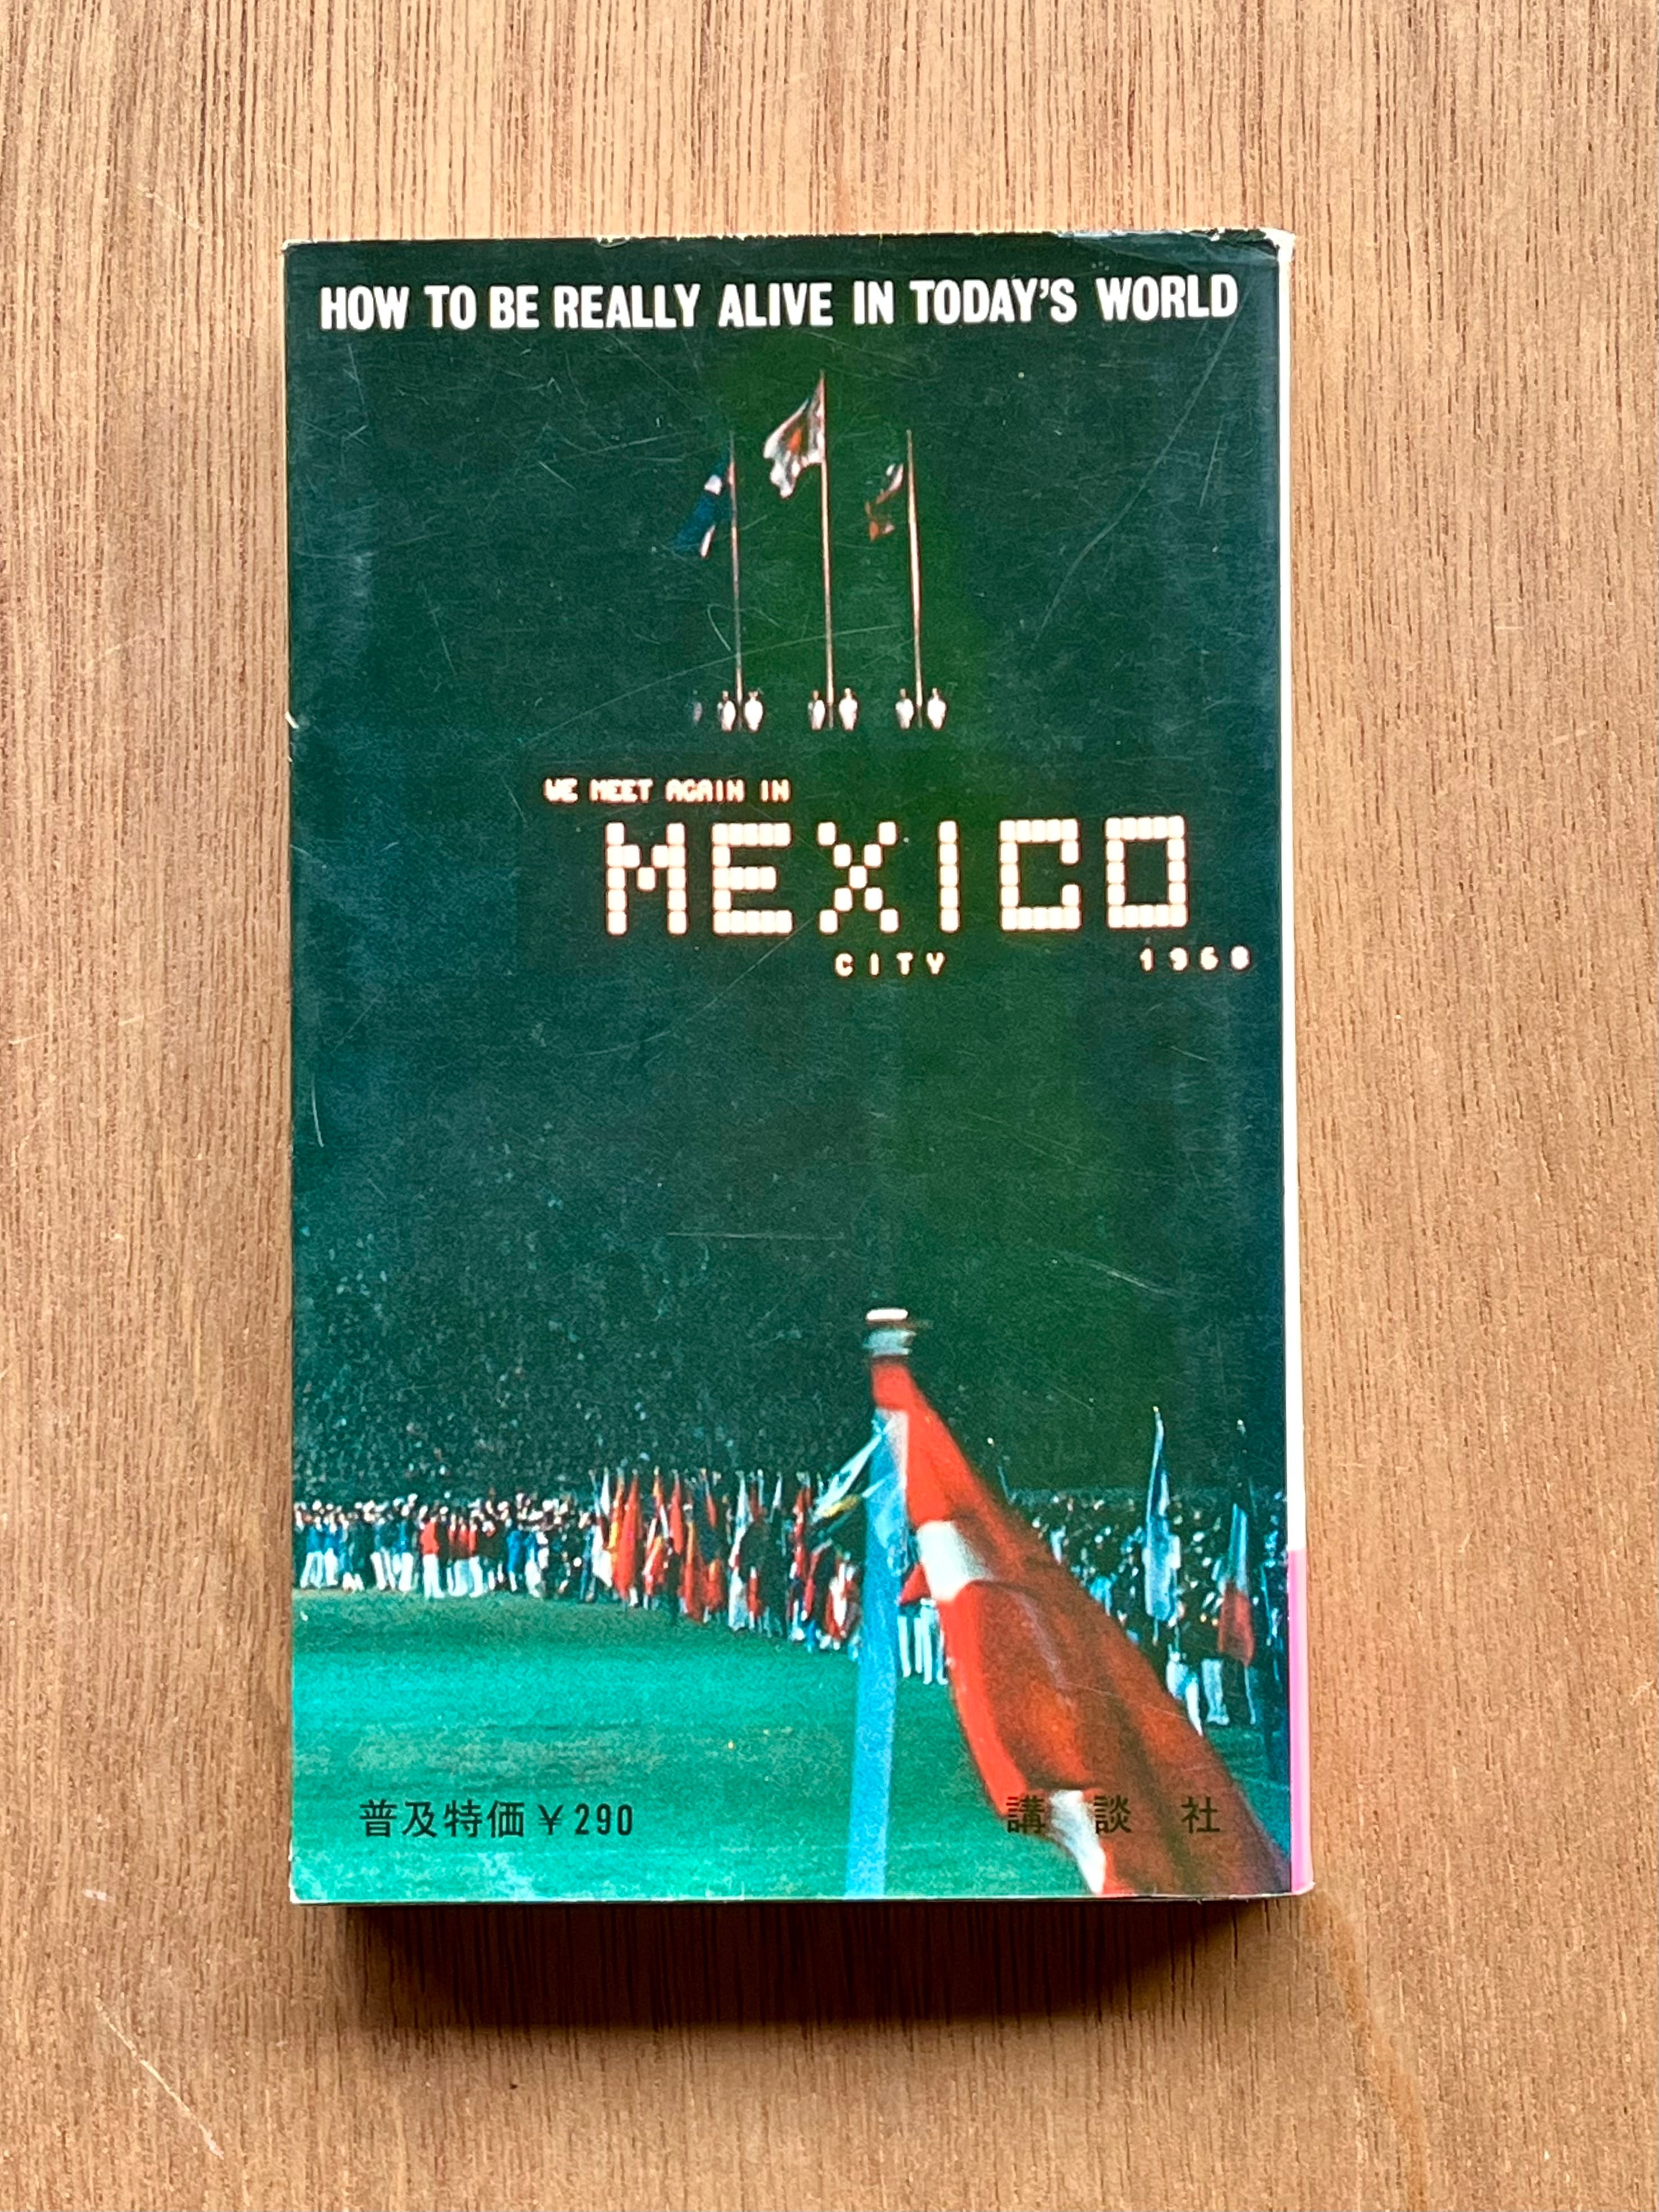 HOW TO BE REALLY ALIVE IN TODAY'S WORLD
WE MEET AGAIN IN
MEXICO
CITY 1968
普及特価¥290 講談社